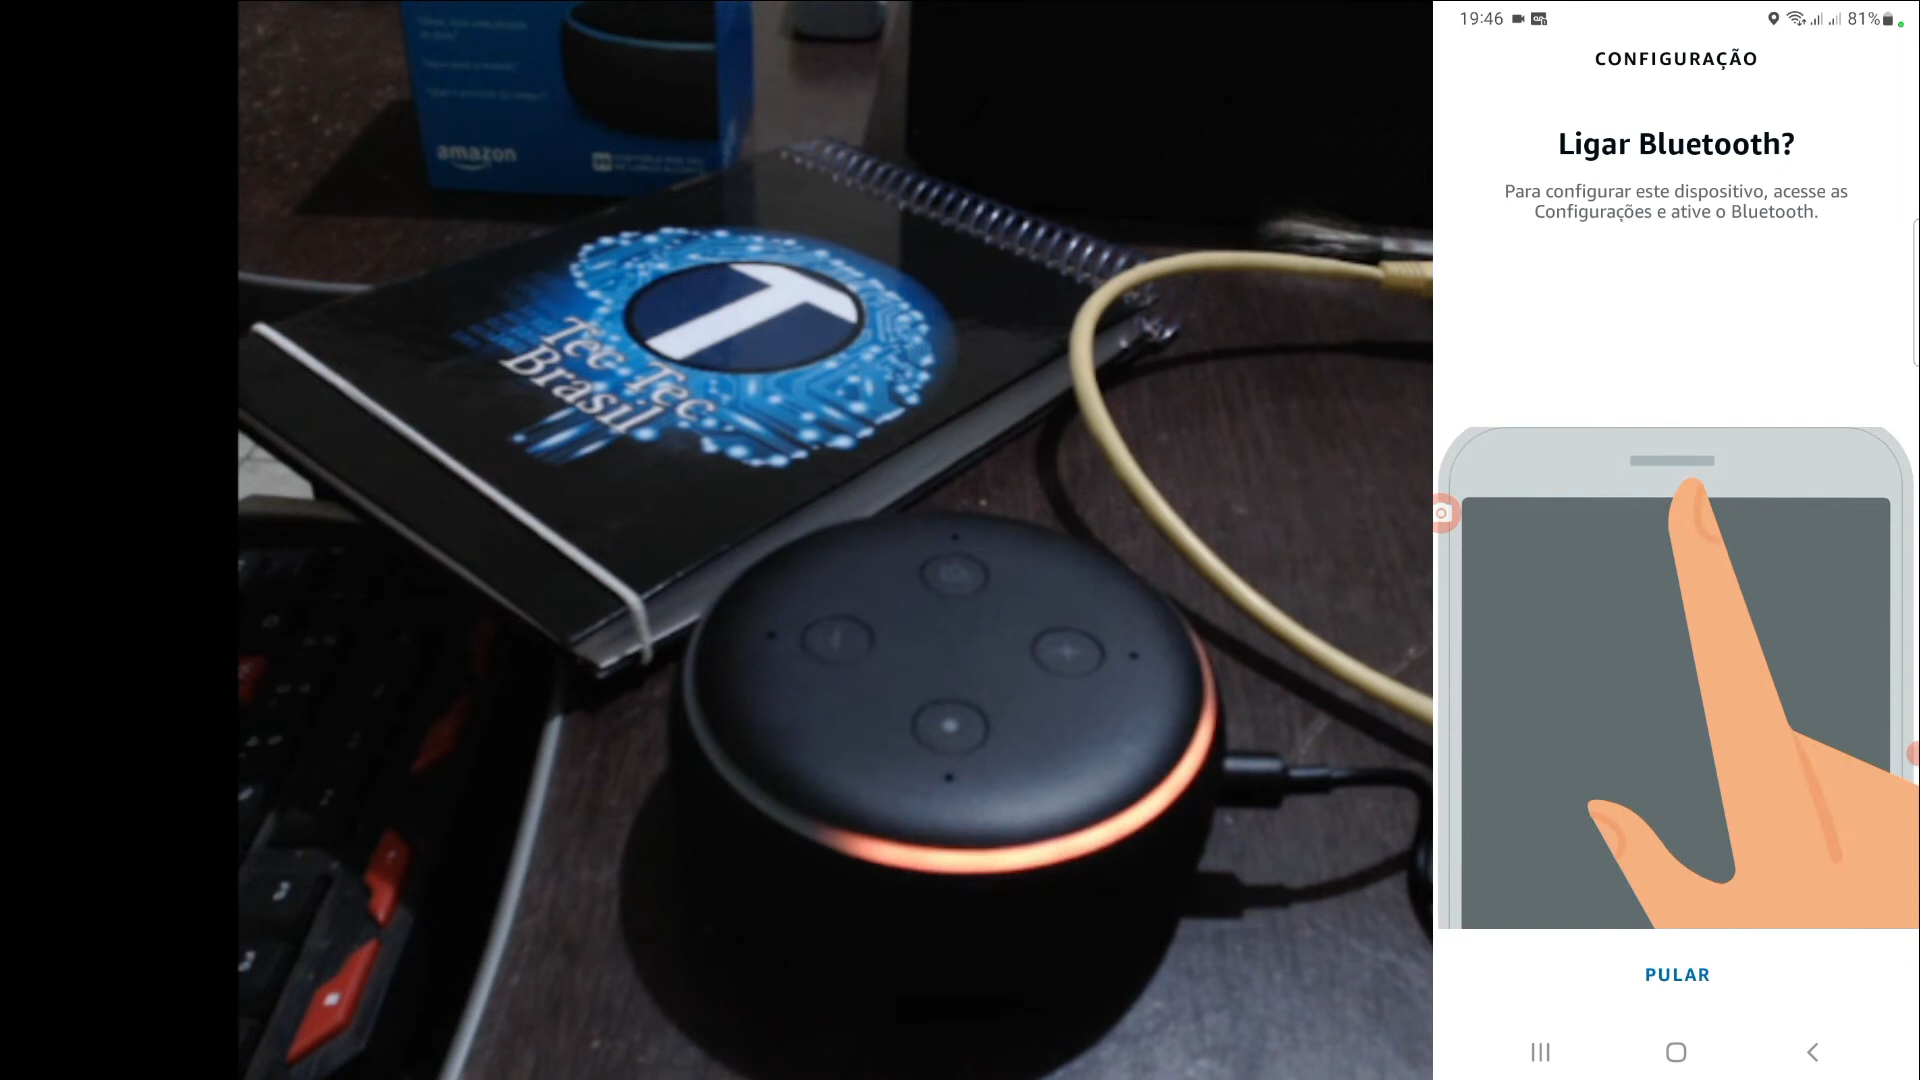 amazon
Tec Tec
Brasil
19:46
81%
CONFIGURAÇÃO
Ligar Bluetooth?
Para configurar este dispositivo, acesse as
Configurações e ative o Bluetooth.
PULAR